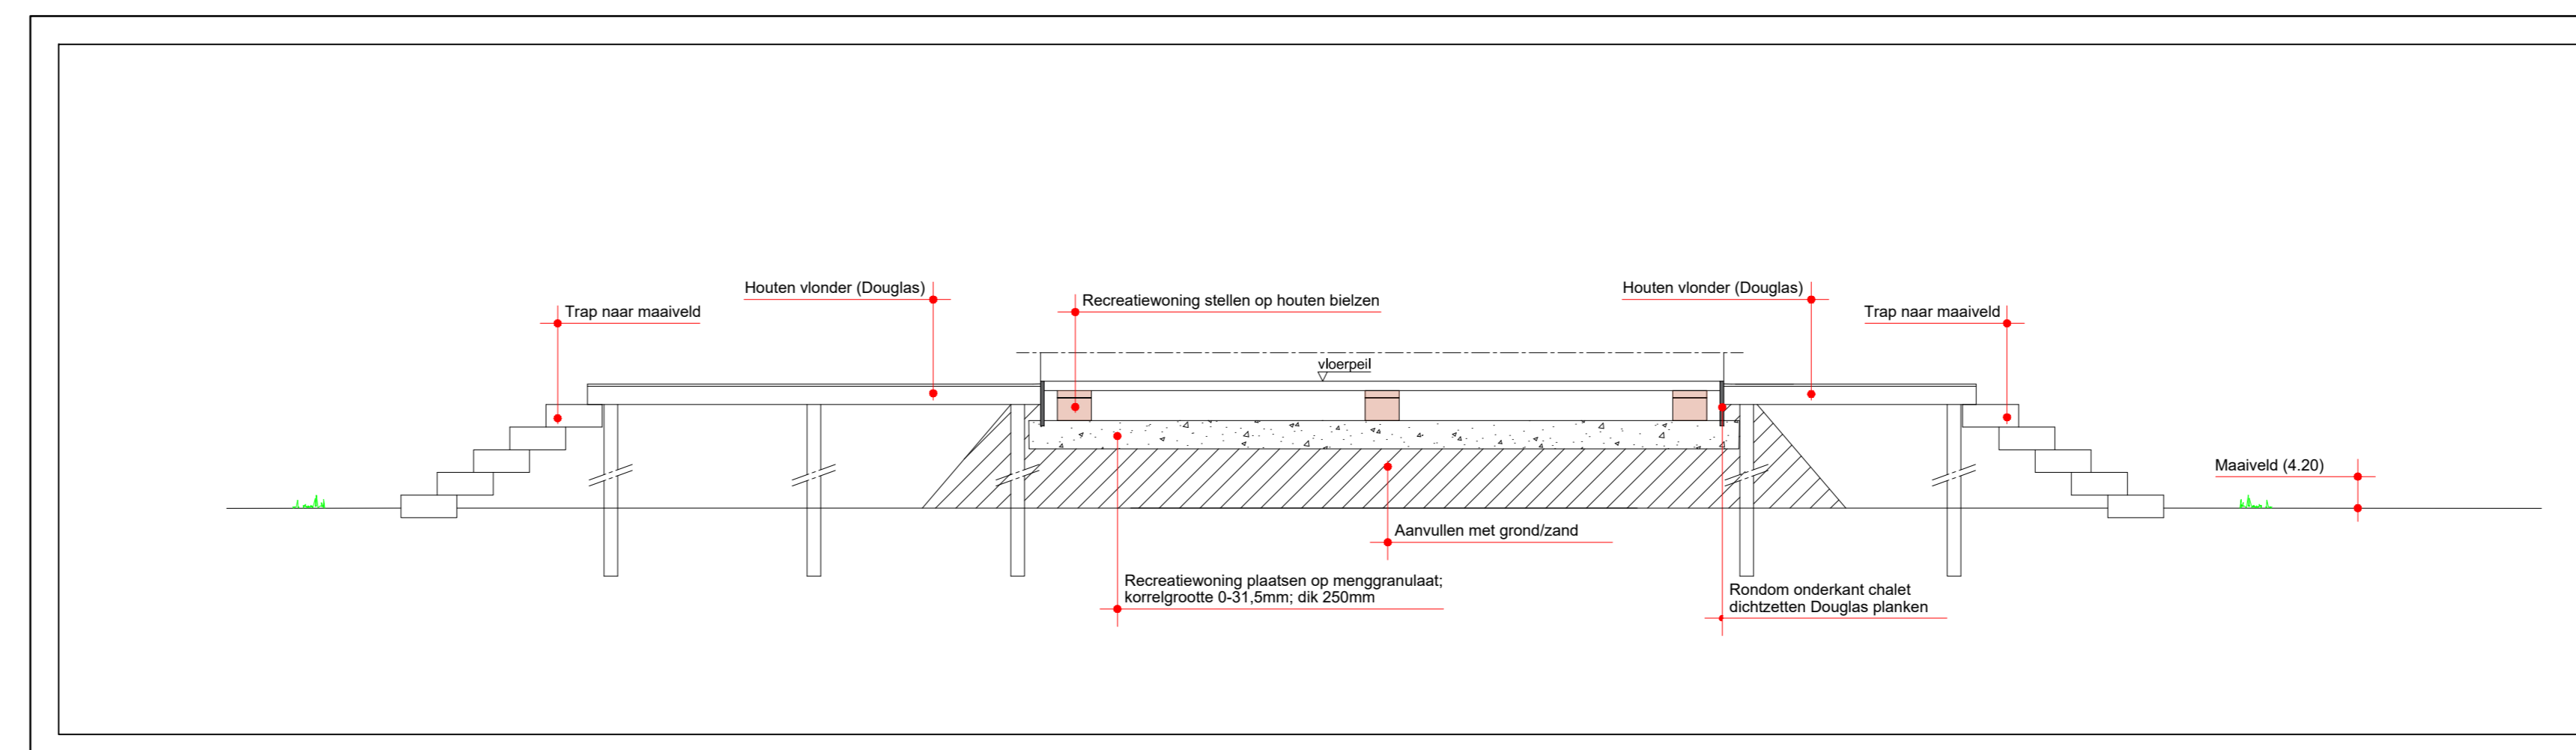 Houten vlonder (Douglas)
Recreatiewoning stellen op houten bielzen
Houten vlonder (Douglas)
Trap naar maaiveld
Trap naar maaiveld
vloerpeil
Maaiveld (4.20)
Aanvullen met grond/zand
Recreatiewoning plaatsen op menggranulaat;
korrelgrootte 0-31,5mm; dik 250mm
Rondom onderkant chalet
dichtzetten Douglas planken